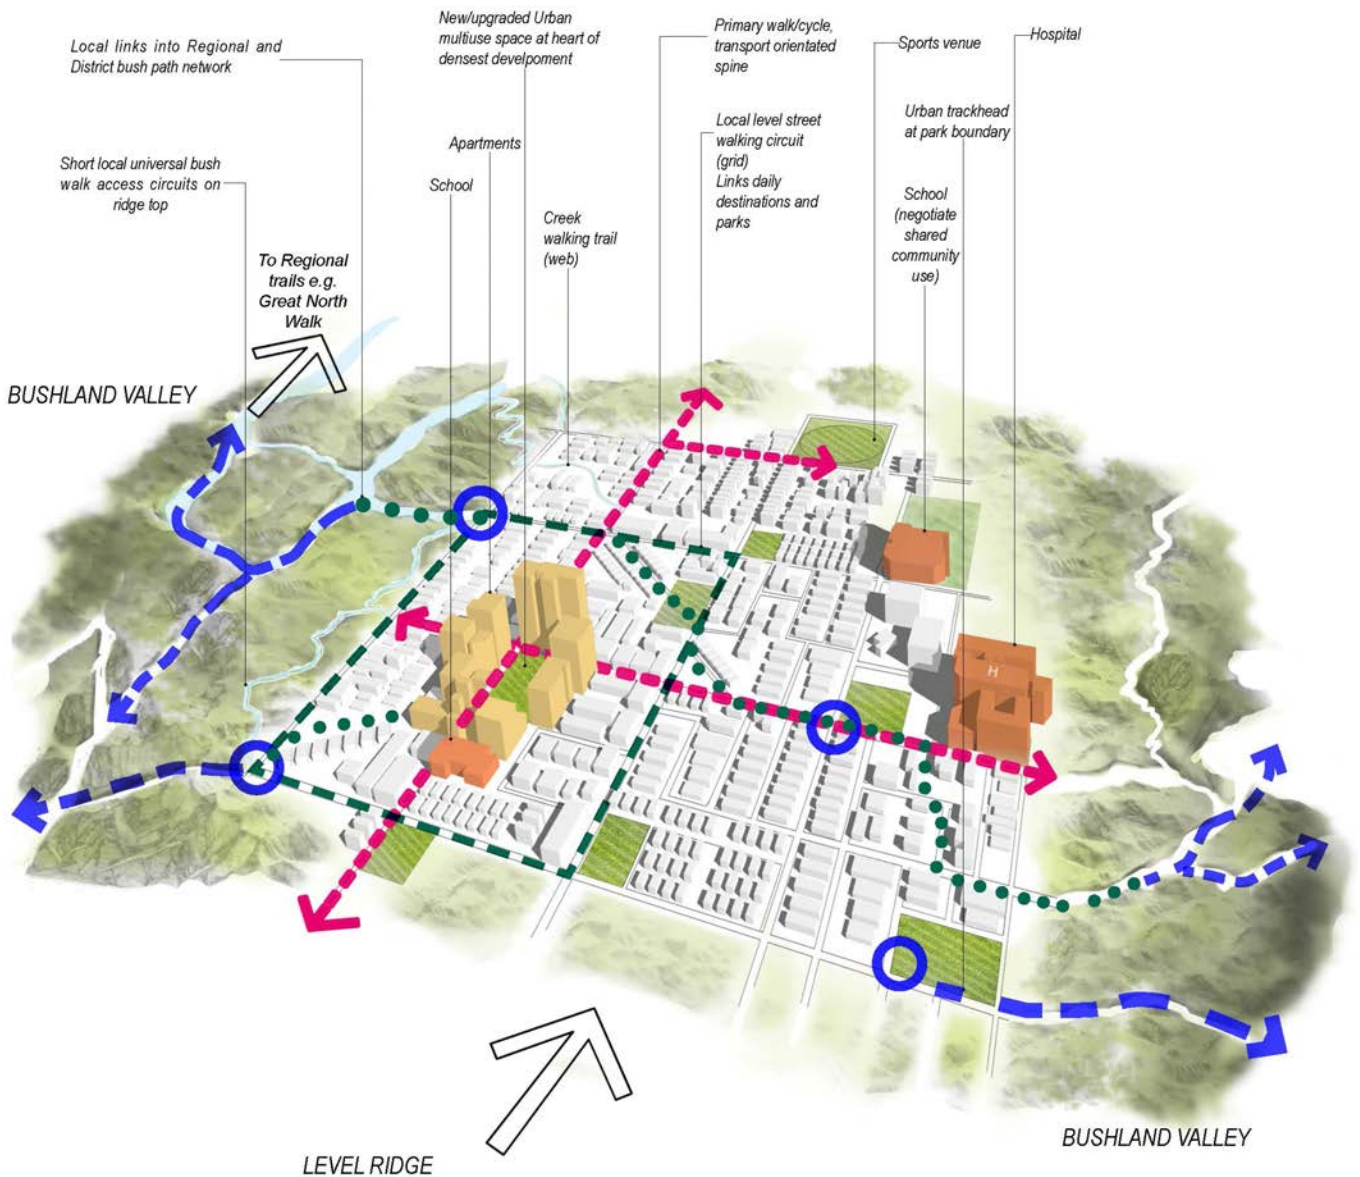 Local links into Regional and
District bush path network
New/upgraded Urban
multiuse space at heart of
densest develpoment
Primary walk/cycle,
transport orientated
spine
Sports venue
Hospital
Short local universal bush
walk access circuits on
ridge top
Apartments
School
Creek
walking trail
(web)
Local level street
walking circuit
(grid)
Links daily
destinations and
parks
Urban trackhead
at park boundary
School
(negotiate
shared
community
use)
To Regional
trails e.g.
Great North
Walk
BUSHLAND VALLEY
H
LEVEL RIDGE
BUSHLAND VALLEY